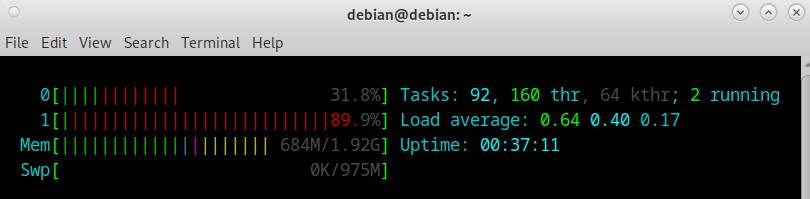 debian@debian: ~
File Edit View Search Terminal Help
0[|||||||||||| 31.8%] Tasks: 92, 160 thr, 64 kthr; 2 running
1[||||||||||||||||||||||||||89.9%] Load average: 0.64 0.40 0.17
Mem[||||||||||||||||||||| 684M/1.92G] Uptime: 00:37:11
Swp[ 0K/975M]